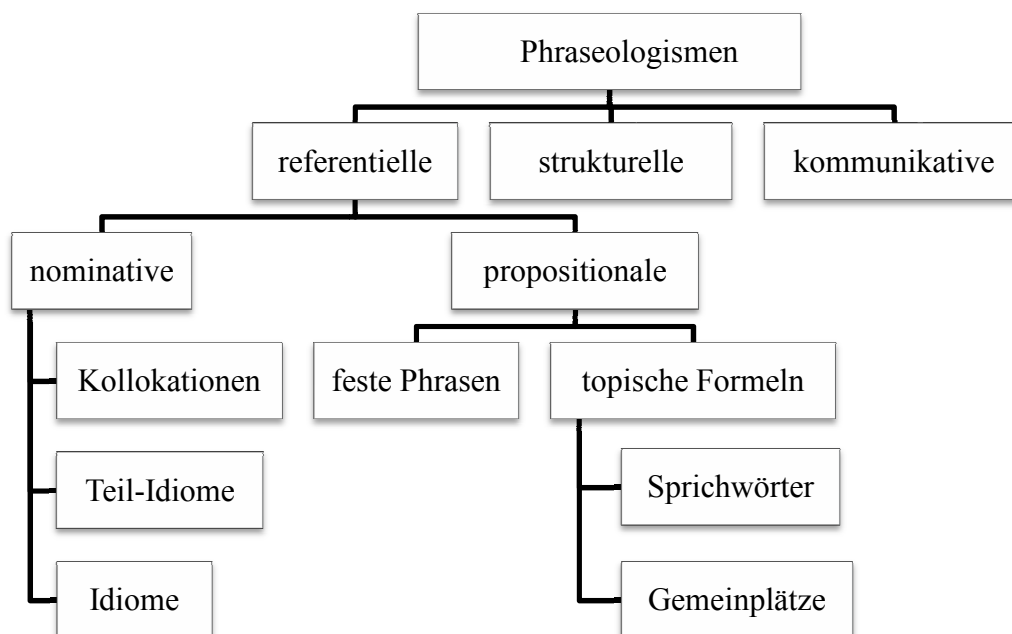 Phraseologismen
referentielle
strukturelle
kommunikative
nominative
propositionale
Kollokationen
feste Phrasen
topische Formeln
Teil-Idiome
Sprichwörter
Idiome
Gemeinplätze